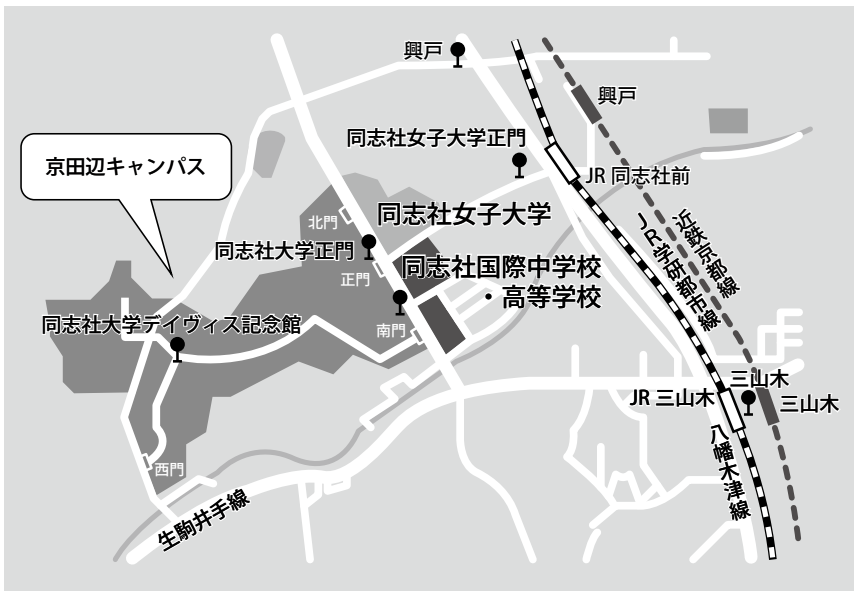 興戸
興戸
同志社女子大学正門
京田辺キャンパス
JR 同志社前
北門
同志社女子大学
近鉄京都線
JR学研都市線
同志社大学正門
正門
同志社国際中学校
・高等学校
同志社大学デイヴィス記念館
南門
三山木
JR 三山木
三山木
八幡木津線
西門
生駒井手線